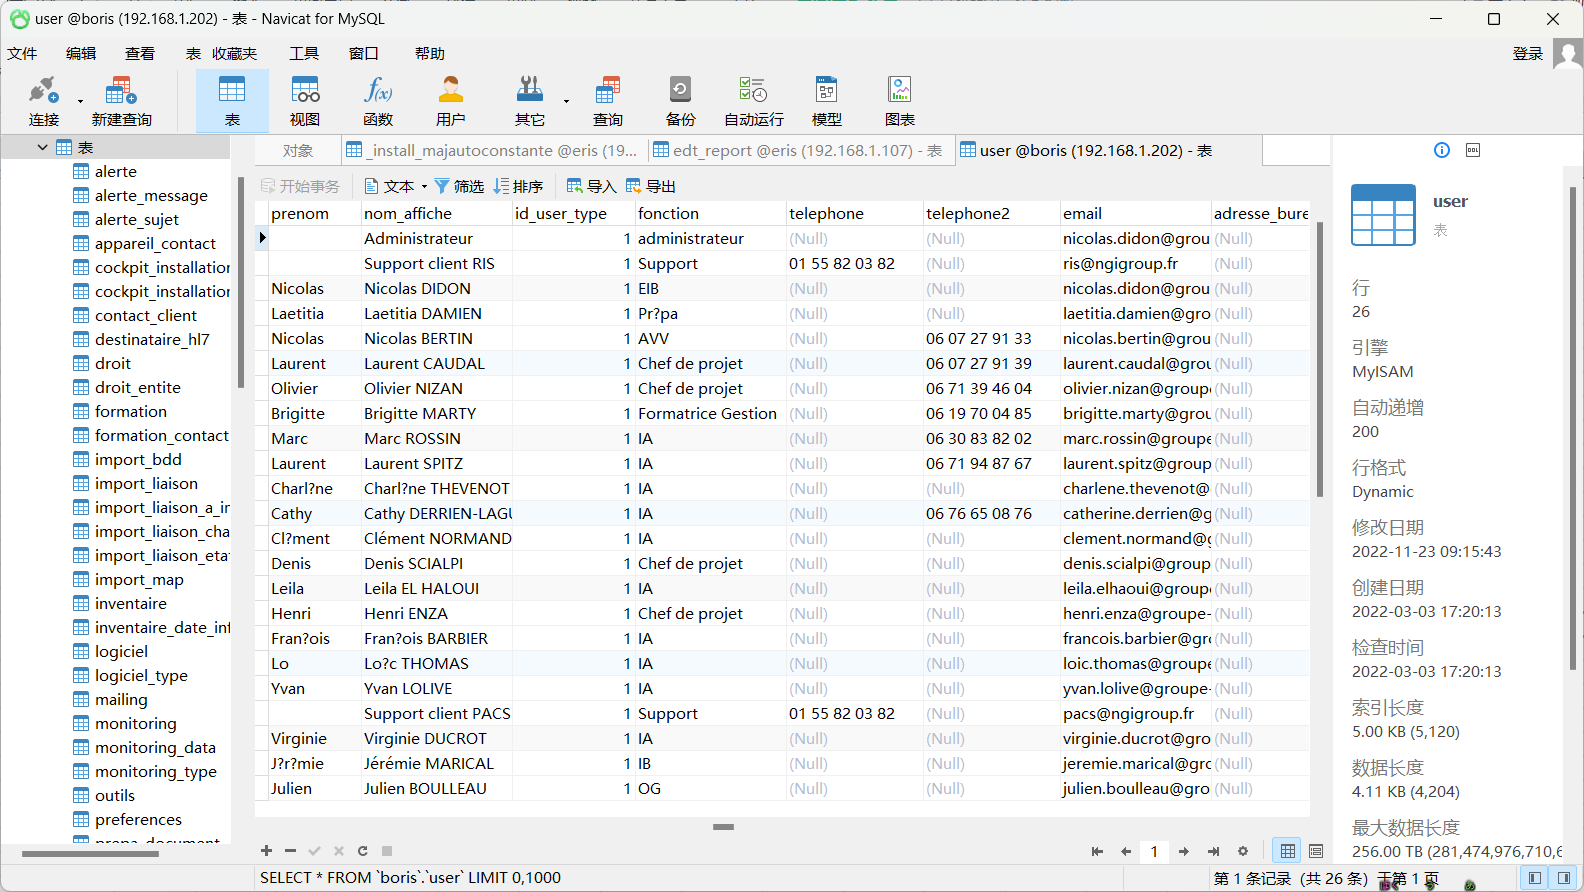 user @boris (192.168.1.202) - 表 - Navicat for MySQL
文件 编辑 查看 表 收藏夹 工具 窗口 帮助 登录
连接 新建查询 表 视图 函数 用户 其它 查询 备份 自动运行 模型 图表
对象 _install_majautoconstante @eris (19... edt_report @eris (192.168.1.107) - 表 user @boris (192.168.1.202) - 表
开始事务 文本 筛选 排序 导入 导出
表
alerte
alerte_message
alerte_sujet
appareil_contact
cockpit_installation
cockpit_installation
contact_client
destinataire_hl7
droit
droit_entite
formation
formation_contact
import_bdd
import_liaison
import_liaison_a_in
import_liaison_cha
import_liaison_eta
import_map
inventaire
inventaire_date_inf
logiciel
logiciel_type
mailing
monitoring
monitoring_data
monitoring_type
outils
preferences
prepa_document
prenom nom_affiche id_user_type fonction telephone telephone2 email adresse_bure
Administrateur 1 administrateur (Null) (Null) nicolas.didon@grou (Null)
Support client RIS 1 Support 01 55 82 03 82 (Null) ris@ngigroup.fr (Null)
Nicolas Nicolas DIDON 1 EIB (Null) (Null) nicolas.didon@grou (Null)
Laetitia Laetitia DAMIEN 1 Pr?pa (Null) (Null) laetitia.damien@gro (Null)
Nicolas Nicolas BERTIN 1 AVV (Null) 06 07 27 91 33 nicolas.bertin@grou (Null)
Laurent Laurent CAUDAL 1 Chef de projet (Null) 06 07 27 91 39 laurent.caudal@grou (Null)
Olivier Olivier NIZAN 1 Chef de projet (Null) 06 71 39 46 04 olivier.nizan@group (Null)
Brigitte Brigitte MARTY 1 Formatrice Gestion (Null) 06 19 70 04 85 brigitte.marty@grou (Null)
Marc Marc ROSSIN 1 IA (Null) 06 30 83 82 02 marc.rossin@groupe (Null)
Laurent Laurent SPITZ 1 IA (Null) 06 71 94 87 67 laurent.spitz@group (Null)
Charl?ne Charl?ne THEVENOT 1 IA (Null) (Null) charlene.thevenot@ (Null)
Cathy Cathy DERRIEN-LAGU 1 IA (Null) 06 76 65 08 76 catherine.derrien@g (Null)
Cl?ment Clément NORMAND 1 IA (Null) (Null) clement.normand@g (Null)
Denis Denis SCIALPI 1 Chef de projet (Null) (Null) denis.scialpi@group (Null)
Leila Leila EL HALOUI 1 IA (Null) (Null) leila.elhaoui@group (Null)
Henri Henri ENZA 1 Chef de projet (Null) (Null) henri.enza@groupe- (Null)
Fran?ois Fran?ois BARBIER 1 IA (Null) (Null) francois.barbier@gro (Null)
Lo Lo?c THOMAS 1 IA (Null) (Null) loic.thomas@groupe (Null)
Yvan Yvan LOLIVE 1 IA (Null) (Null) yvan.lolive@groupe- (Null)
Support client PACS 1 Support 01 55 82 03 82 (Null) pacs@ngigroup.fr (Null)
Virginie Virginie DUCROT 1 IA (Null) (Null) virginie.ducrot@gro (Null)
J?r?mie Jérémie MARICAL 1 IB (Null) (Null) jeremie.marical@gro (Null)
Julien Julien BOULLEAU 1 OG (Null) (Null) julien.boulleau@gro (Null)
DDL
user
表
行
26
引擎
MyISAM
自动递增
200
行格式
Dynamic
修改日期
2022-11-23 09:15:43
创建日期
2022-03-03 17:20:13
检查时间
2022-03-03 17:20:13
索引长度
5.00 KB (5,120)
数据长度
4.11 KB (4,204)
最大数据长度
256.00 TB (281,474,976,710,6
1
SELECT * FROM `boris`.`user` LIMIT 0,1000
第 1 条记录 (共 26 条) 于第 1 页